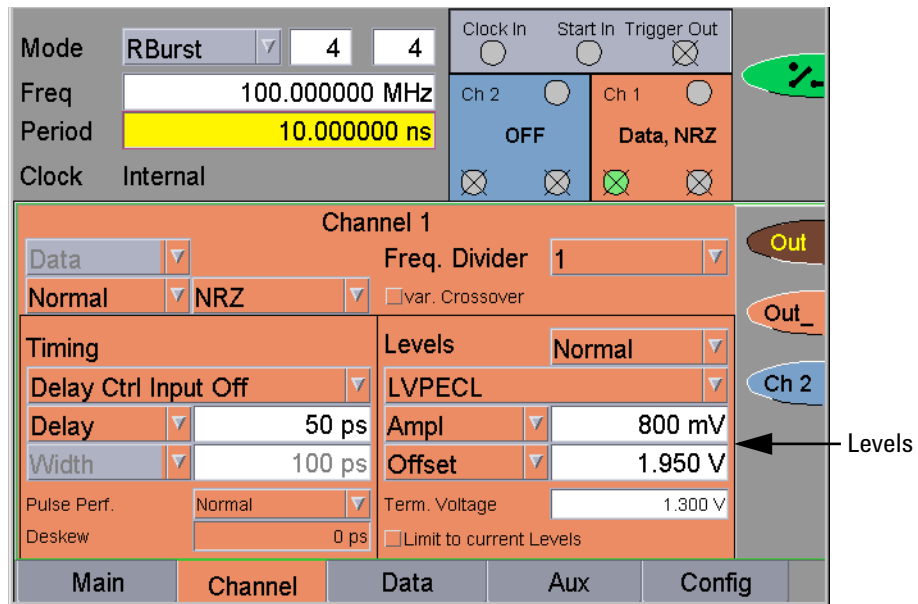 Mode RBurst 4 4
Clock In Start In Trigger Out
Freq 100.000000 MHz
Ch 2 Ch 1
Period 10.000000 ns
OFF Data, NRZ
Clock Internal
Channel 1
Data Freq. Divider 1
Normal NRZ var. Crossover
Out
Out_
Ch 2
Timing Levels Normal
Delay Ctrl Input Off LVPECL
Delay 50 ps Ampl 800 mV
Levels
Width 100 ps Offset 1.950 V
Pulse Perf. Normal Term. Voltage 1.300 V
Deskew 0 ps Limit to current Levels
Main Channel Data Aux Config